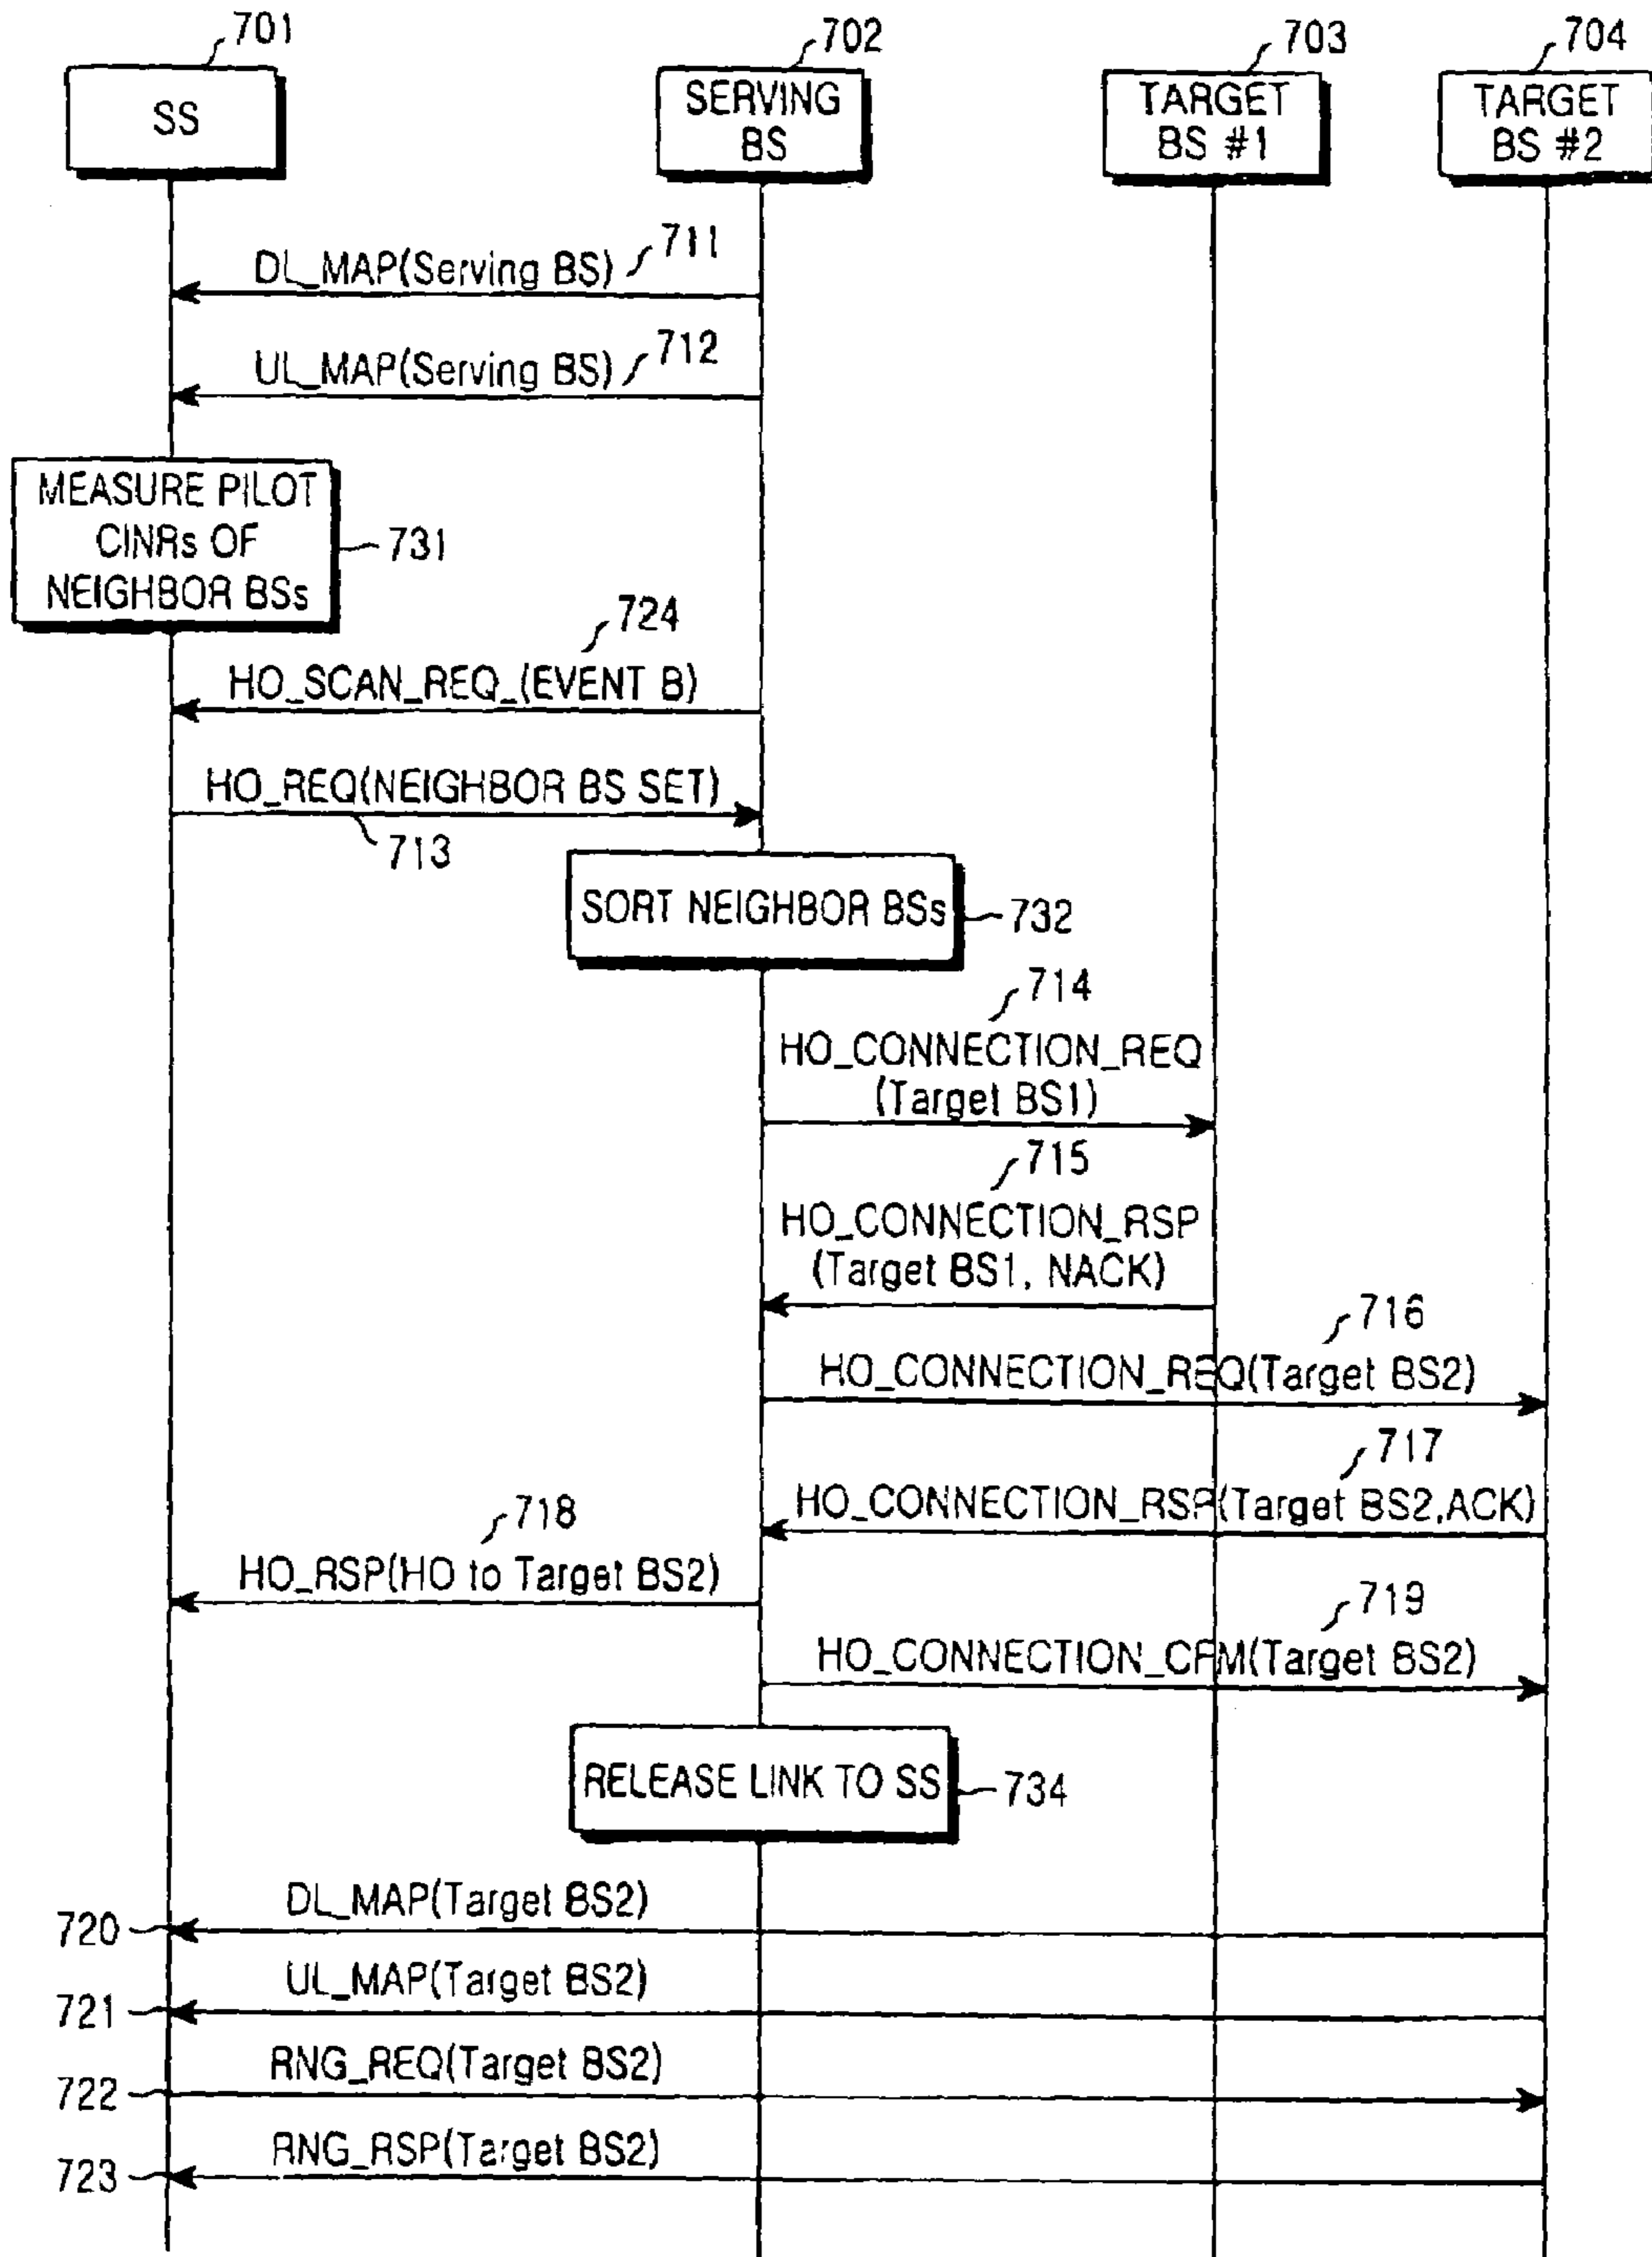 701
702
703
704
SS
SERVING
BS
TARGET
BS #1
TARGET
BS #2
711
DL_MAP(Serving BS)
712
UL_MAP(Serving BS)
MEASURE PILOT
CINRs OF
NEIGHBOR BSs
731
724
HO_SCAN_REQ_(EVENT B)
HO_REQ(NEIGHBOR BS SET)
713
SORT NEIGHBOR BSs
732
714
HO_CONNECTION_REQ
(Target BS1)
715
HO_CONNECTION_RSP
(Target BS1, NACK)
716
HO_CONNECTION_REQ(Target BS2)
717
HO_CONNECTION_RSP(Target BS2,ACK)
718
HO_RSP(HO to Target BS2)
719
HO_CONNECTION_CFM(Target BS2)
RELEASE LINK TO SS
734
DL_MAP(Target BS2)
720
UL_MAP(Target BS2)
721
RNG_REQ(Target BS2)
722
RNG_RSP(Target BS2)
723